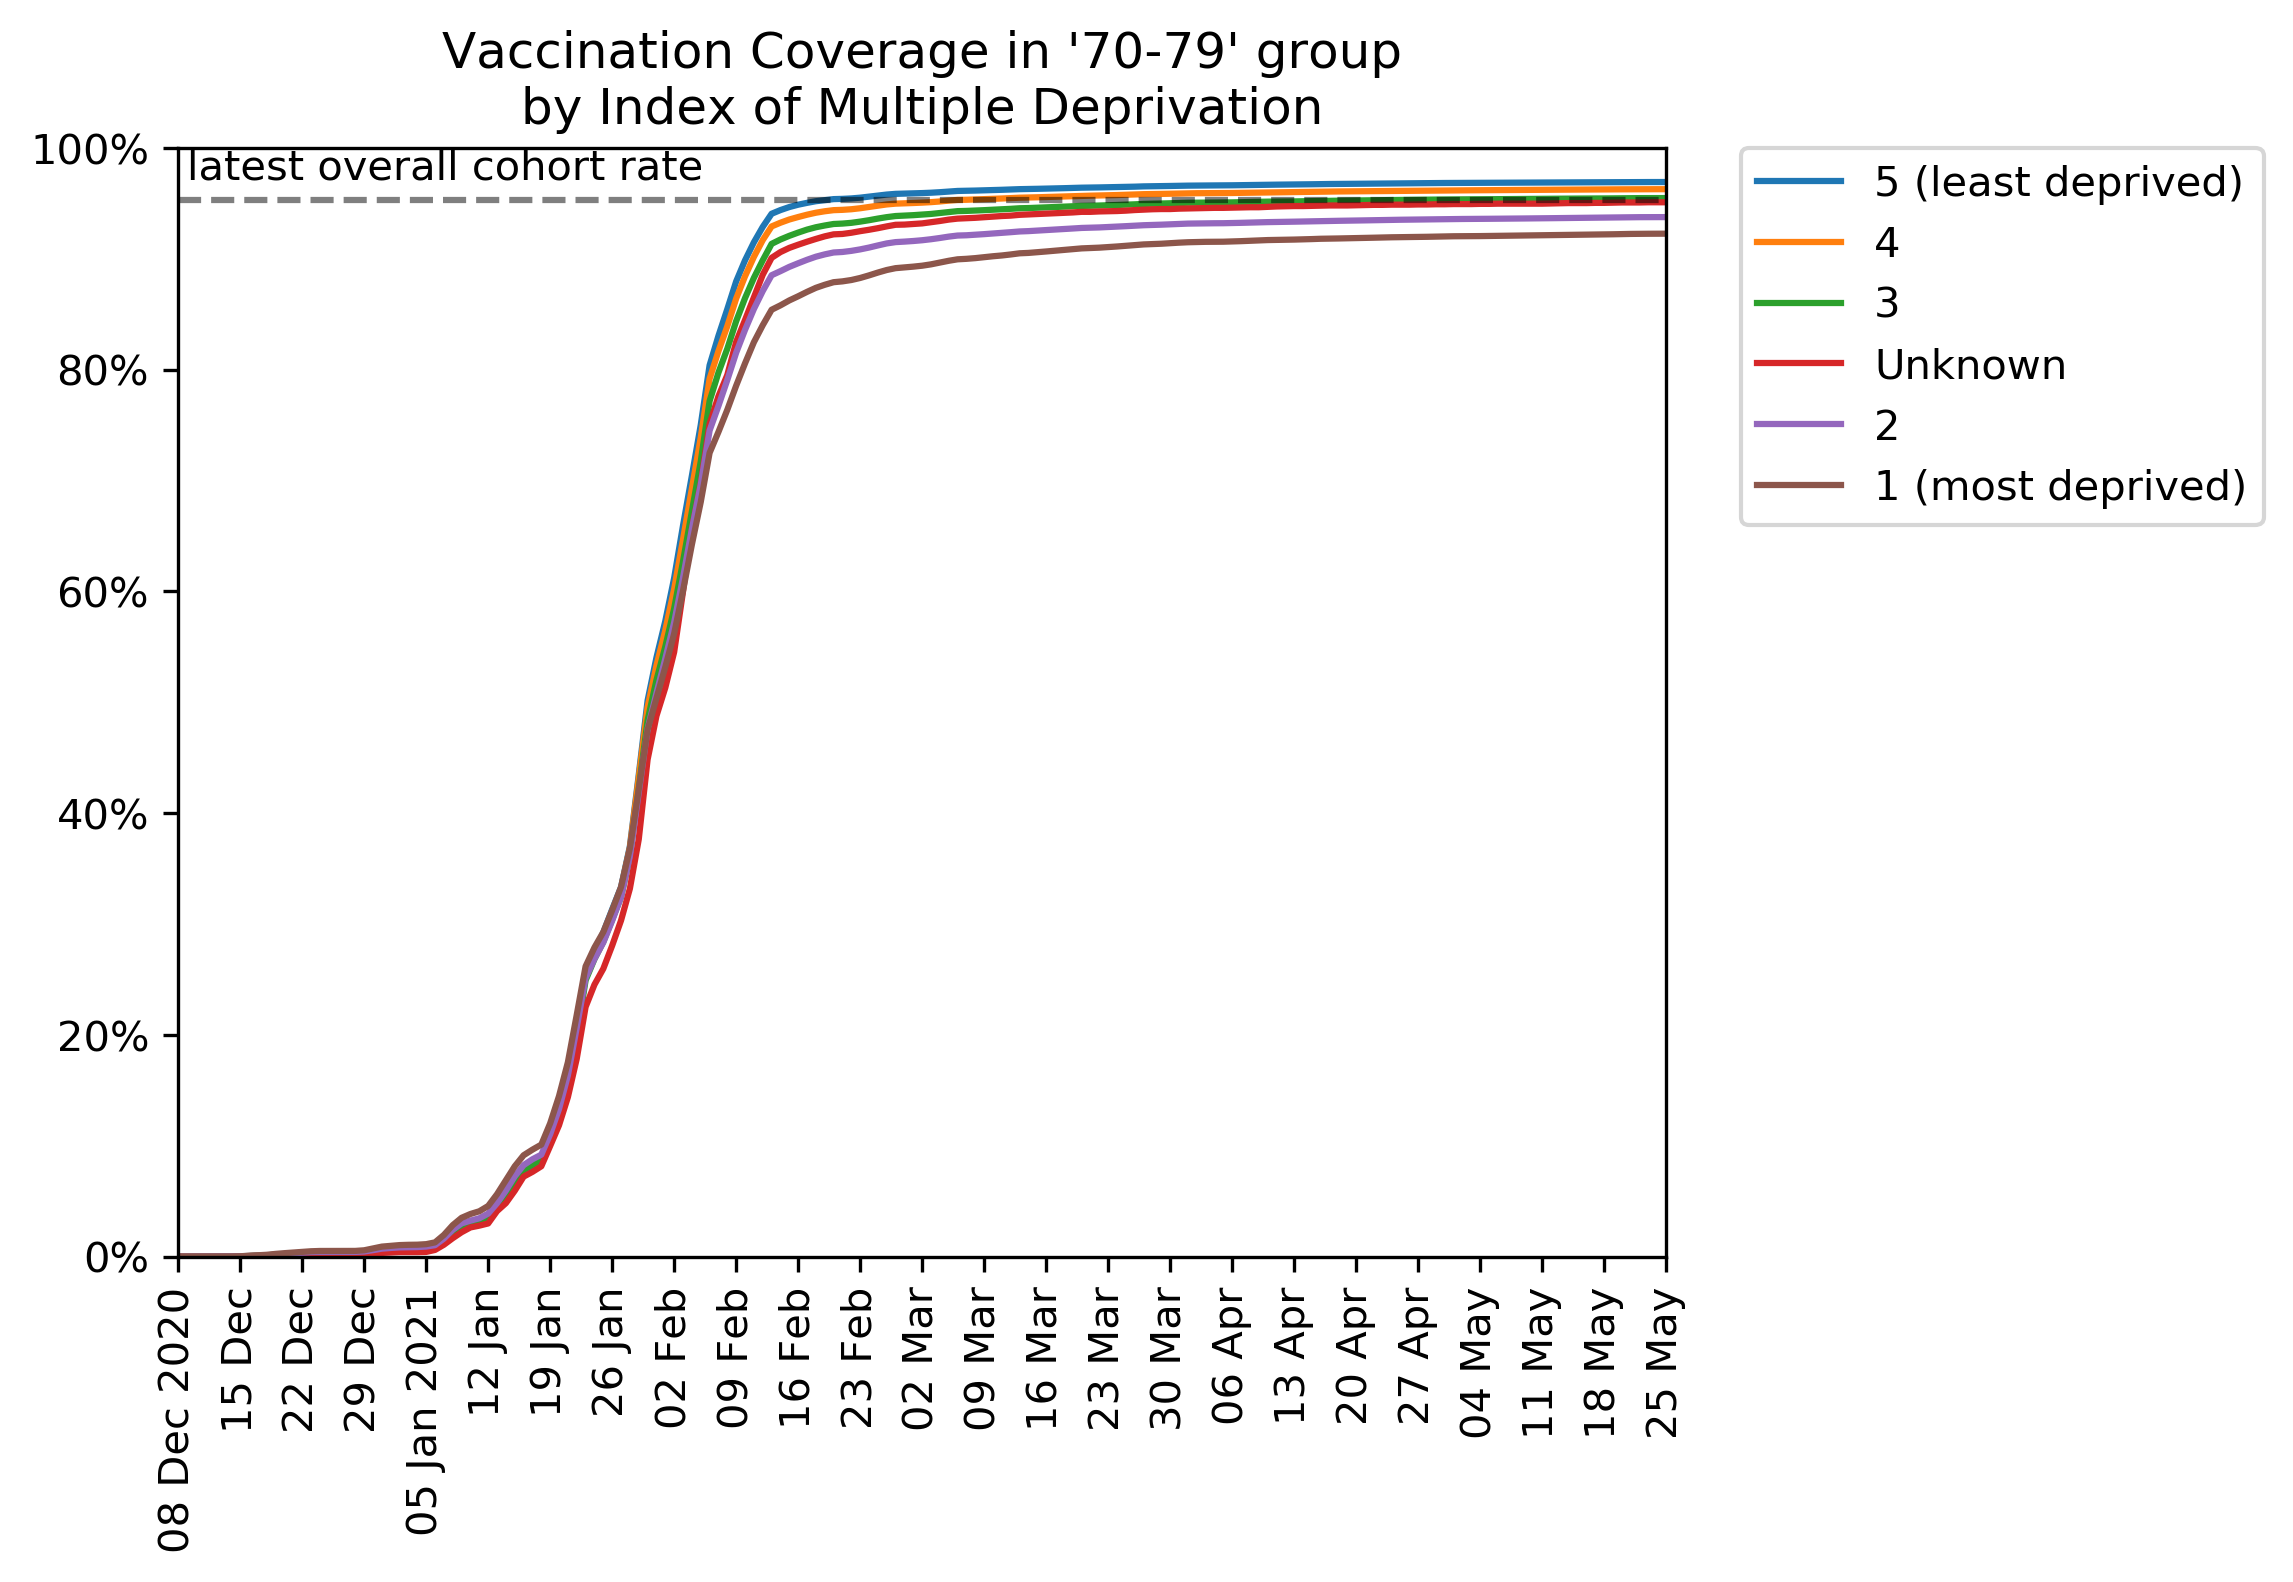 Vaccination Coverage in '70-79' group
by Index of Multiple Deprivation
latest overall cohort rate
100%
80%
60%
40%
20%
0%
08 Dec 2020
15 Dec
22 Dec
29 Dec
05 Jan 2021
12 Jan
19 Jan
26 Jan
02 Feb
09 Feb
16 Feb
23 Feb
02 Mar
09 Mar
16 Mar
23 Mar
30 Mar
06 Apr
13 Apr
20 Apr
27 Apr
04 May
11 May
18 May
25 May
5 (least deprived)
4
3
Unknown
2
1 (most deprived)